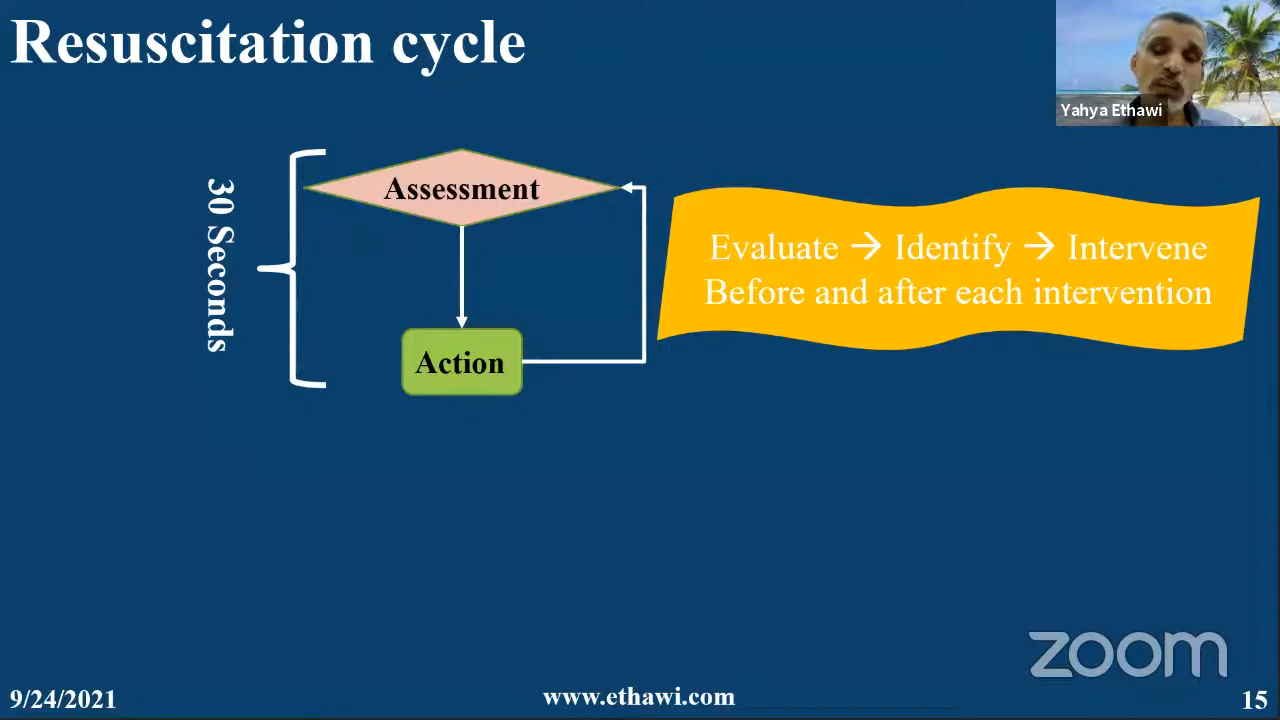 Resuscitation cycle
Yahya Ethawi
30 Seconds
Assessment
Action
Evaluate → Identify → Intervene
Before and after each intervention
zoom
9/24/2021
www.ethawi.com
15